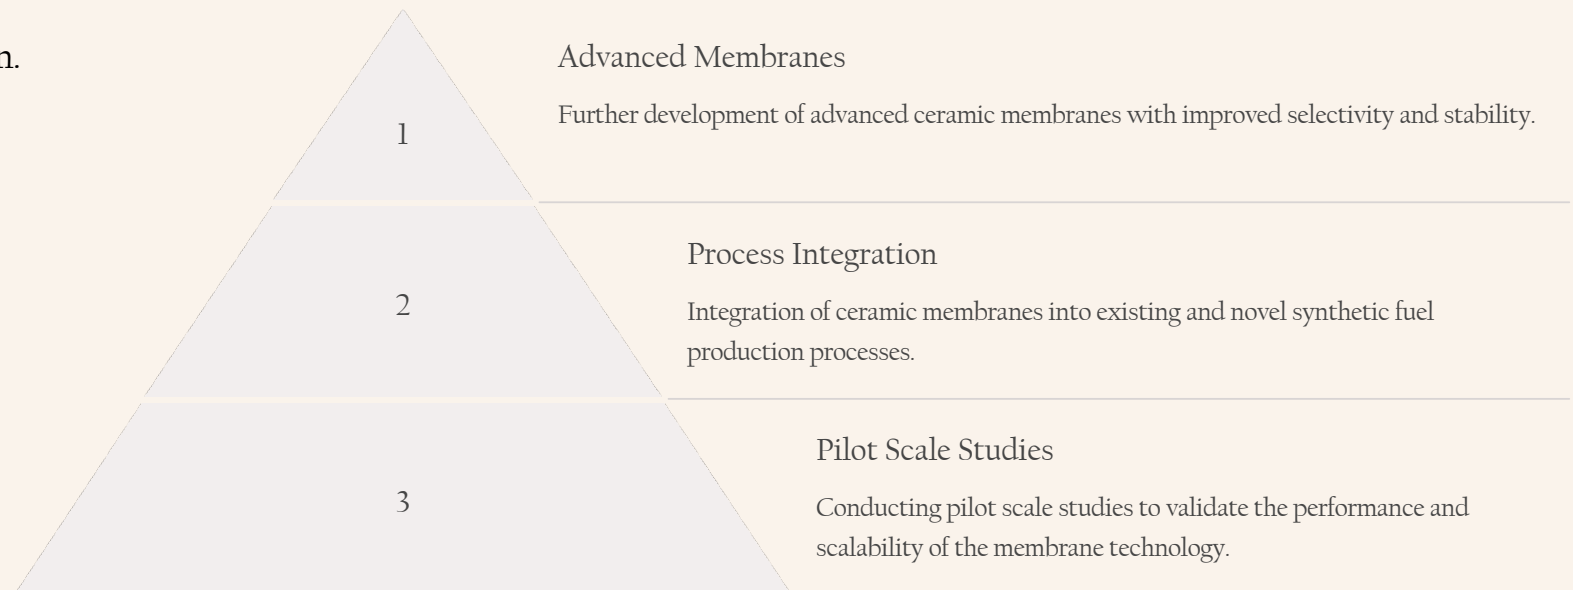 n.
1
Advanced Membranes
Further development of advanced ceramic membranes with improved selectivity and stability.
2
Process Integration
Integration of ceramic membranes into existing and novel synthetic fuel
production processes.
3
Pilot Scale Studies
Conducting pilot scale studies to validate the performance and
scalability of the membrane technology.